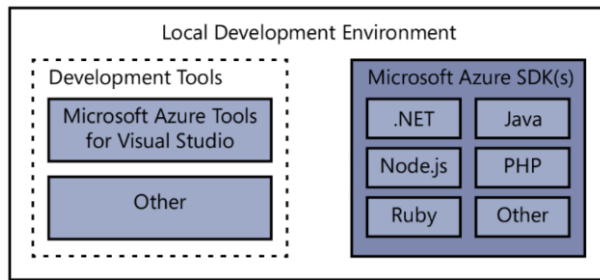 Local Development Environment
Development Tools
Microsoft Azure Tools
for Visual Studio
Other
Microsoft Azure SDK(s)
.NET
Java
Node.js
PHP
Ruby
Other